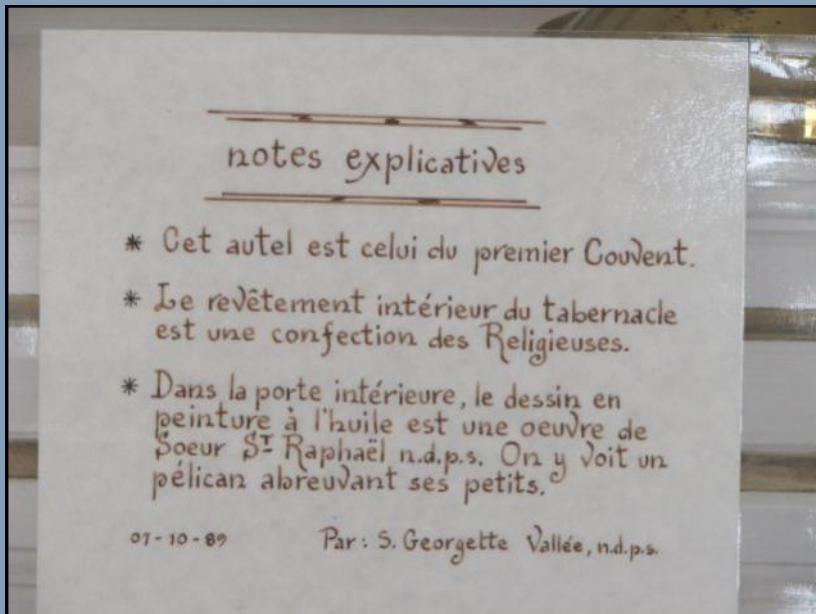 notes explicatives
* Cet autel est celui du premier Couvent.
* Le revêtement intérieur du tabernacle
est une confection des Religieuses.
* Dans la porte intérieure, le dessin en
peinture à l'huile est une oeuvre de
Soeur St Raphaël n.d.p.s. On y voit un
pélican abreuvant ses petits.
07-10-89 Par: S. Georgette Vallée, n.d.p.s.